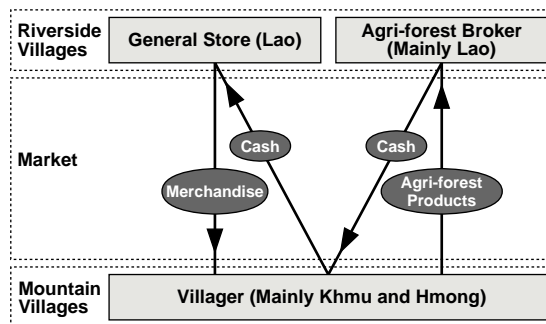 Riverside
Villages
General Store (Lao)
Agri-forest Broker
(Mainly Lao)
Market
Cash
Cash
Merchandise
Agri-forest
Products
Mountain
Villages
Villager (Mainly Khmu and Hmong)